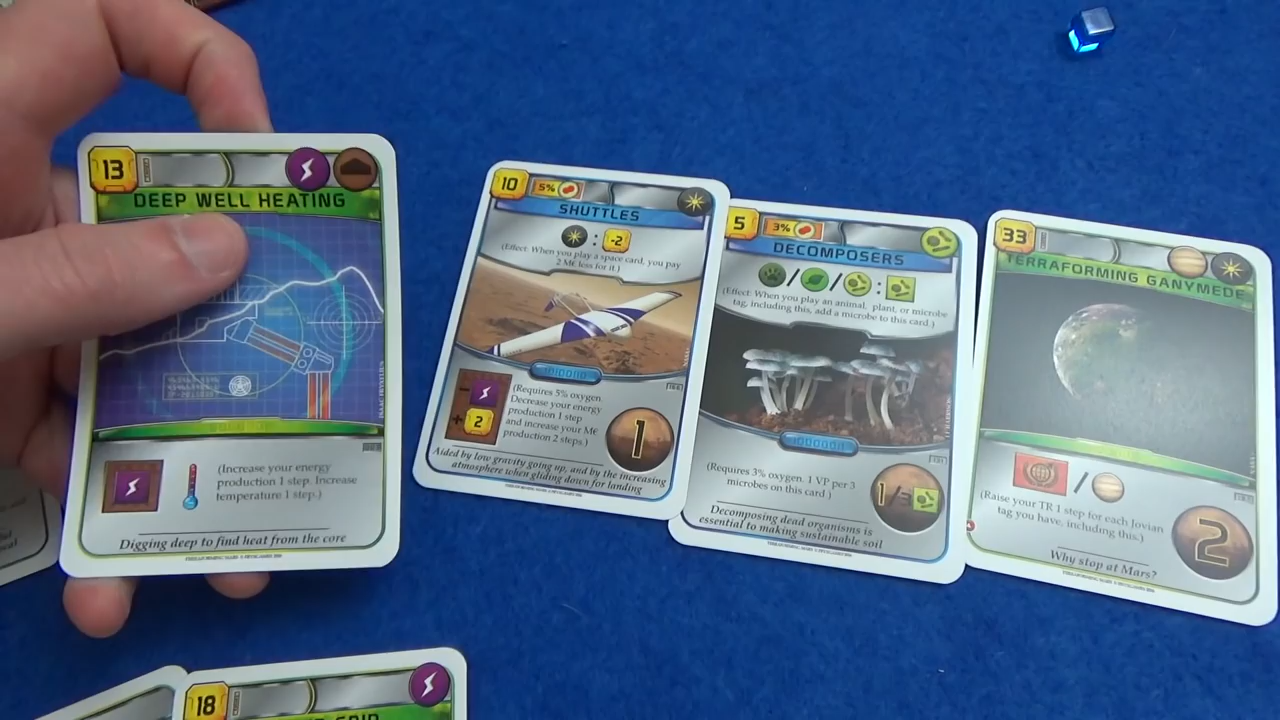 13
DEEP WELL HEATING
(Increase your energy
production 1 step. Increase
temperature 1 step.)
Digging deep to find heat from the core
10
5%
SHUTTLES
: -2
(Effect: When you play a space card, you pay
2 M€ less for it.)
-
+ 2
(Requires 5% oxygen.
Decrease your energy
production 1 step
and increase your M€
production 2 steps.)
1
Aided by low gravity going up, and by the increasing
atmosphere when gliding down for landing
5
3%
DECOMPOSERS
/ / :
(Effect: When you play an animal, plant, or microbe
tag, including this, add a microbe to this card.)
(Requires 3% oxygen. 1 VP per 3
microbes on this card.)
1/3
Decomposing dead organisms is
essential to making sustainable soil
33
TERRAFORMING GANYMEDE
/
(Raise your TR 1 step for each Jovian
tag you have, including this.)
2
Why stop at Mars?
18